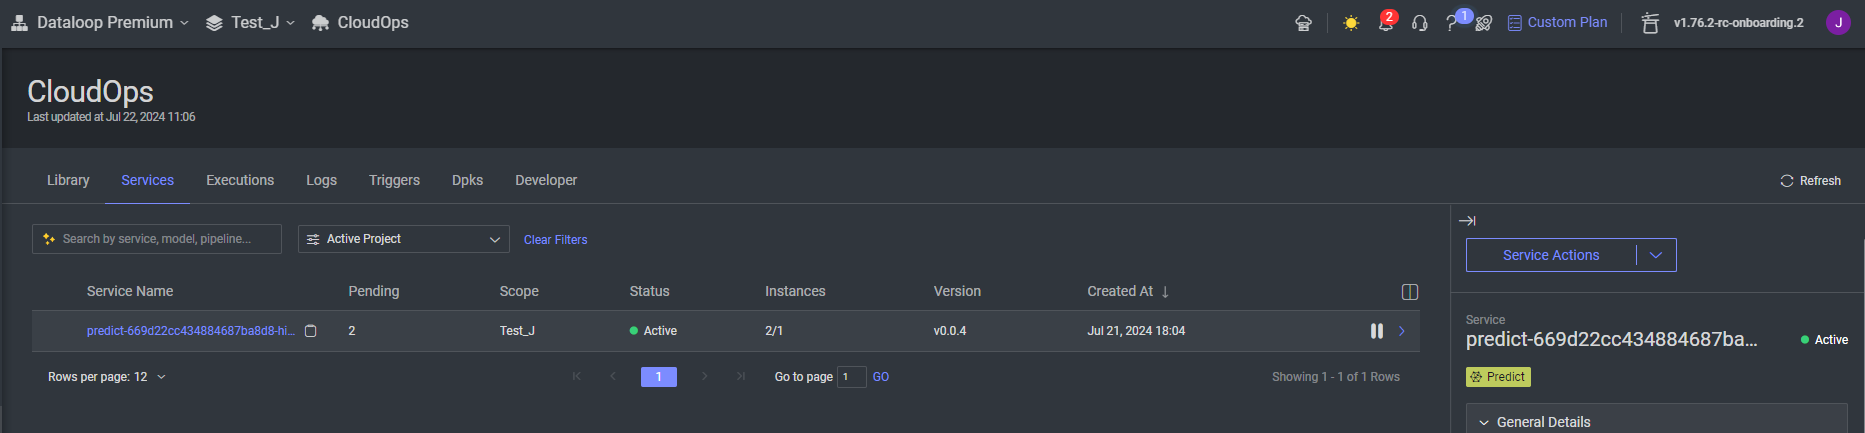 Dataloop Premium Test_J CloudOps 2 ? 1 Custom Plan v1.76.2-rc-onboarding.2 J
CloudOps
Last updated at Jul 22, 2024 11:06
Library Services Executions Logs Triggers Dpks Developer Refresh
Search by service, model, pipeline... Active Project Clear Filters
Service Actions
Service Name Pending Scope Status Instances Version Created At ↓
predict-669d22cc434884687ba8d8-hi... 2 Test_J Active 2/1 v0.0.4 Jul 21, 2024 18:04
Rows per page: 12 1 Go to page 1 GO Showing 1 - 1 of 1 Rows
Service
predict-669d22cc434884687ba... Active
Predict
General Details